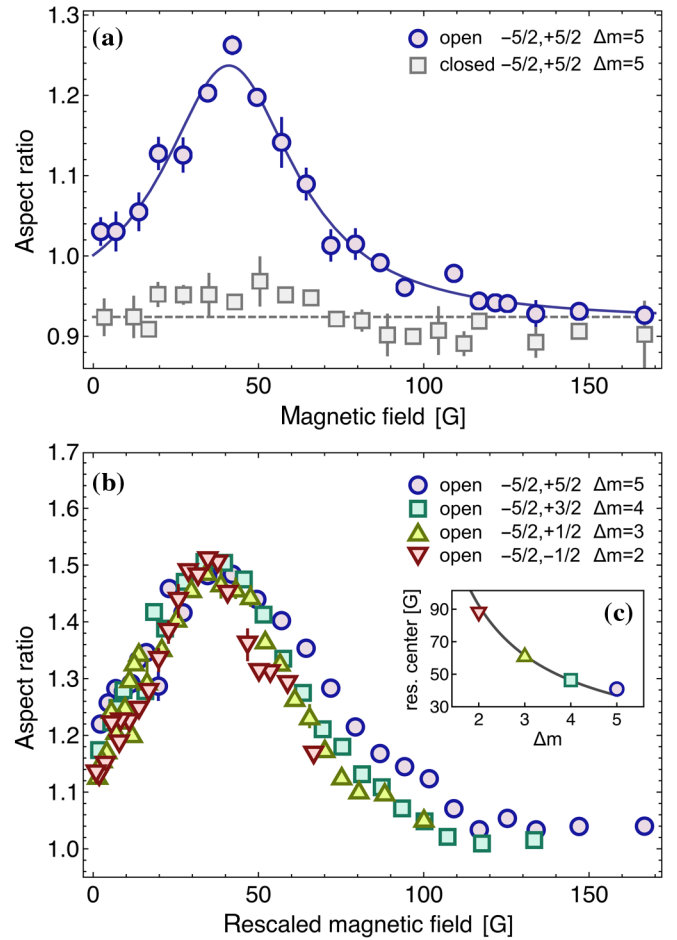 (a)
open −5/2,+5/2 Δm=5
closed −5/2,+5/2 Δm=5
Aspect ratio
1.3
1.2
1.1
1.0
0.9
0 50 100 150
Magnetic field [G]
(b)
open −5/2,+5/2 Δm=5
open −5/2,+3/2 Δm=4
open −5/2,+1/2 Δm=3
open −5/2,−1/2 Δm=2
Aspect ratio
1.7
1.6
1.5
1.4
1.3
1.2
1.1
1.0
(c)
res. center [G]
90
70
50
30
2 3 4 5
Δm
0 50 100 150
Rescaled magnetic field [G]